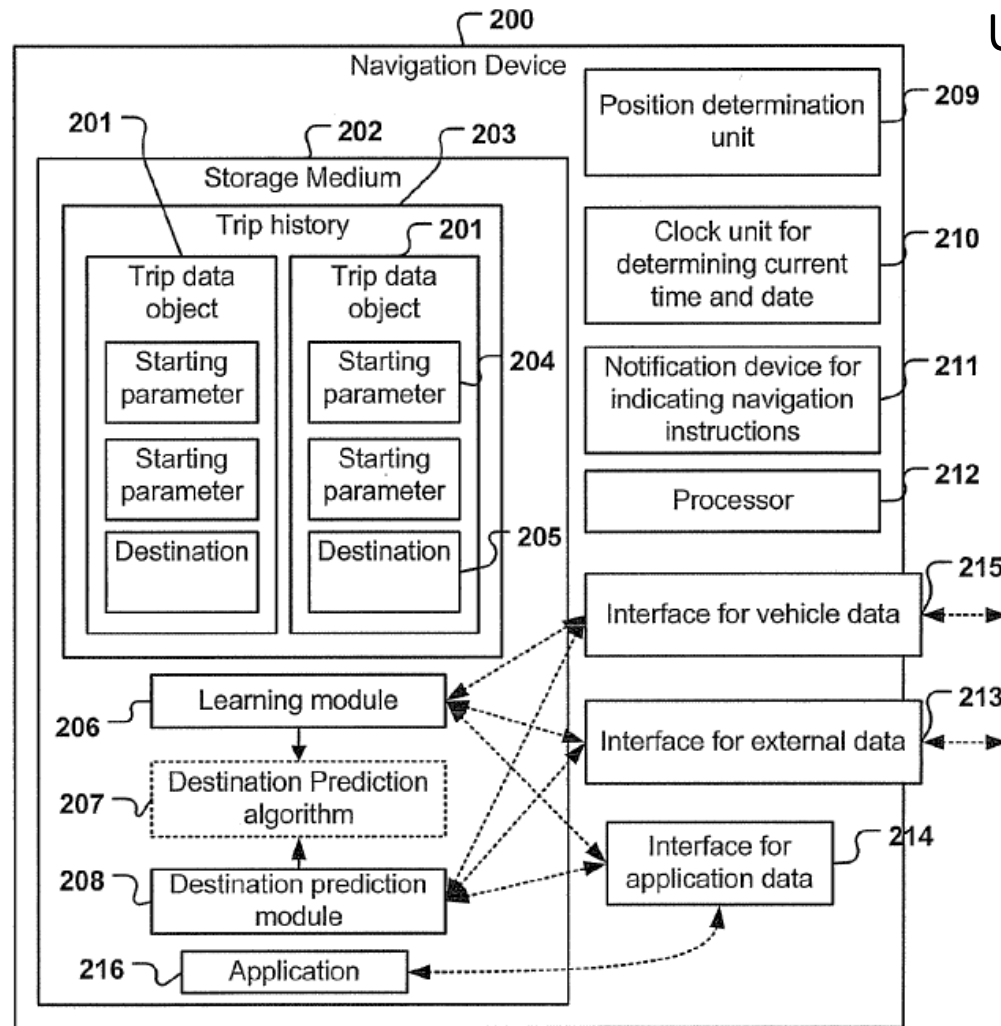 200
U
Navigation Device
Position determination
unit
209
201
202
203
Storage Medium
Trip history
201
Clock unit for
determining current
time and date
210
Trip data
object
Trip data
object
Starting
parameter
Starting
parameter
204
Notification device for
indicating navigation
instructions
211
Starting
parameter
Starting
parameter
Processor
212
Destination
Destination
205
Interface for vehicle data
215
Learning module
206
Interface for external data
213
Destination Prediction
algorithm
207
Interface for
application data
214
Destination prediction
module
208
Application
216